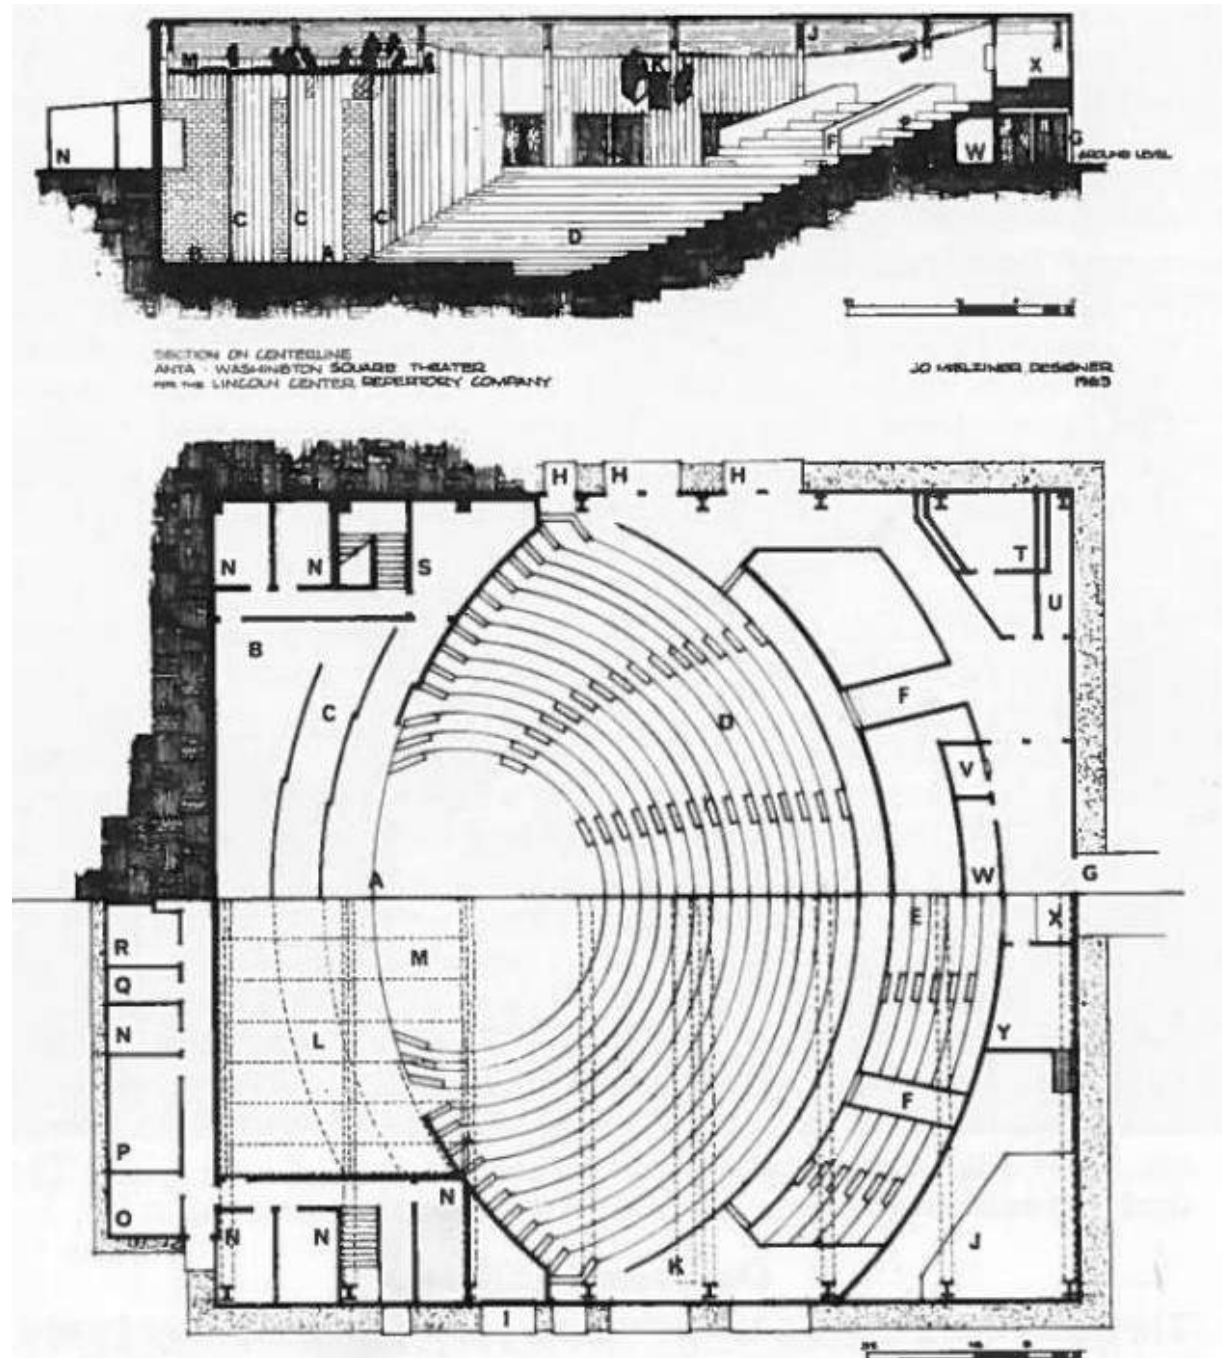 M
J
K
X
N
F
P
W
G
GROUND LEVEL
C C C
B A
D
SECTION ON CENTERLINE
ANTA - WASHINGTON SQUARE THEATER
FOR THE LINCOLN CENTER REPERTORY COMPANY
JO MIELZINER, DESIGNER
1963
H H H
N N S
T
U
B
C
F
D
V
A
W
G
R
M
E
X
Q
N
L
Y
F
P
N
O
N N
K
J
I